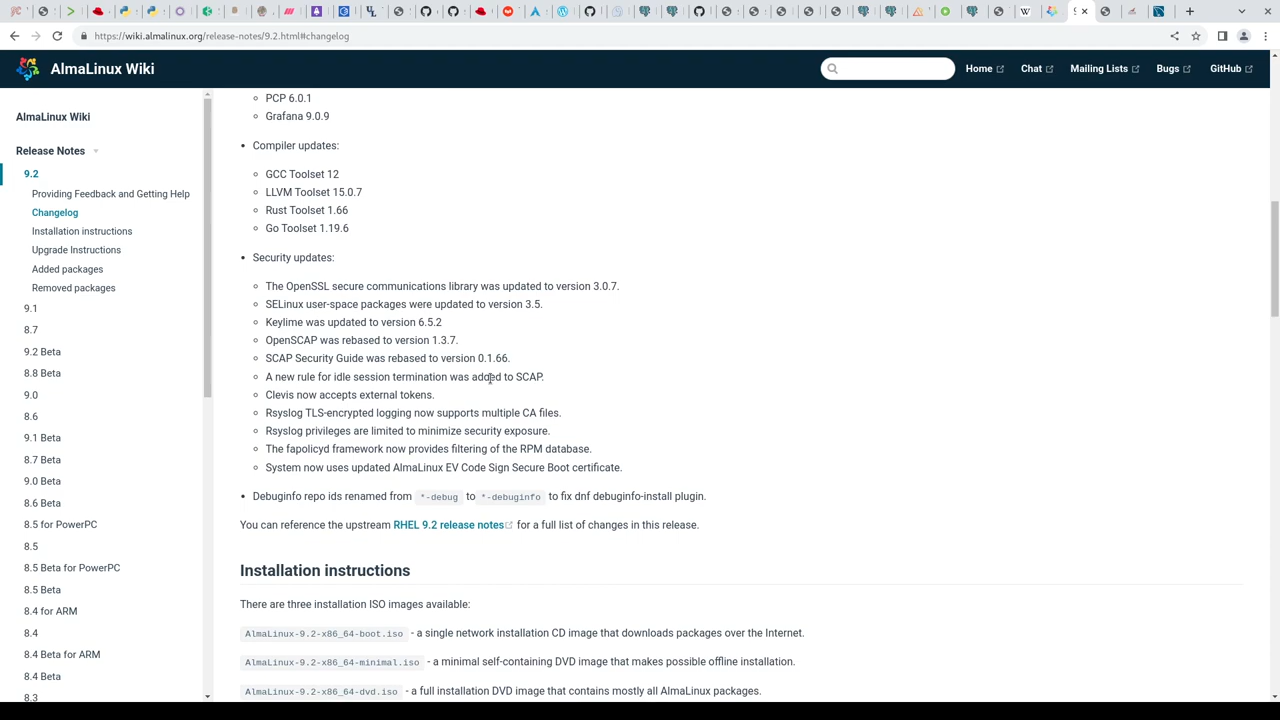 https://wiki.almalinux.org/release-notes/9.2.html#changelog
AlmaLinux Wiki
Home
Chat
Mailing Lists
Bugs
GitHub
AlmaLinux Wiki
Release Notes
9.2
Providing Feedback and Getting Help
Changelog
Installation instructions
Upgrade Instructions
Added packages
Removed packages
9.1
8.7
9.2 Beta
8.8 Beta
9.0
8.6
9.1 Beta
8.7 Beta
9.0 Beta
8.6 Beta
8.5 for PowerPC
8.5
8.5 Beta for PowerPC
8.5 Beta
8.4 for ARM
8.4
8.4 Beta for ARM
8.4 Beta
8.3
PCP 6.0.1
Grafana 9.0.9
Compiler updates:
GCC Toolset 12
LLVM Toolset 15.0.7
Rust Toolset 1.66
Go Toolset 1.19.6
Security updates:
The OpenSSL secure communications library was updated to version 3.0.7.
SELinux user-space packages were updated to version 3.5.
Keylime was updated to version 6.5.2
OpenSCAP was rebased to version 1.3.7.
SCAP Security Guide was rebased to version 0.1.66.
A new rule for idle session termination was added to SCAP.
Clevis now accepts external tokens.
Rsyslog TLS-encrypted logging now supports multiple CA files.
Rsyslog privileges are limited to minimize security exposure.
The fapolicyd framework now provides filtering of the RPM database.
System now uses updated AlmaLinux EV Code Sign Secure Boot certificate.
Debuginfo repo ids renamed from *-debug to *-debuginfo to fix dnf debuginfo-install plugin.
You can reference the upstream RHEL 9.2 release notes for a full list of changes in this release.
Installation instructions
There are three installation ISO images available:
AlmaLinux-9.2-x86_64-boot.iso - a single network installation CD image that downloads packages over the Internet.
AlmaLinux-9.2-x86_64-minimal.iso - a minimal self-containing DVD image that makes possible offline installation.
AlmaLinux-9.2-x86_64-dvd.iso - a full installation DVD image that contains mostly all AlmaLinux packages.